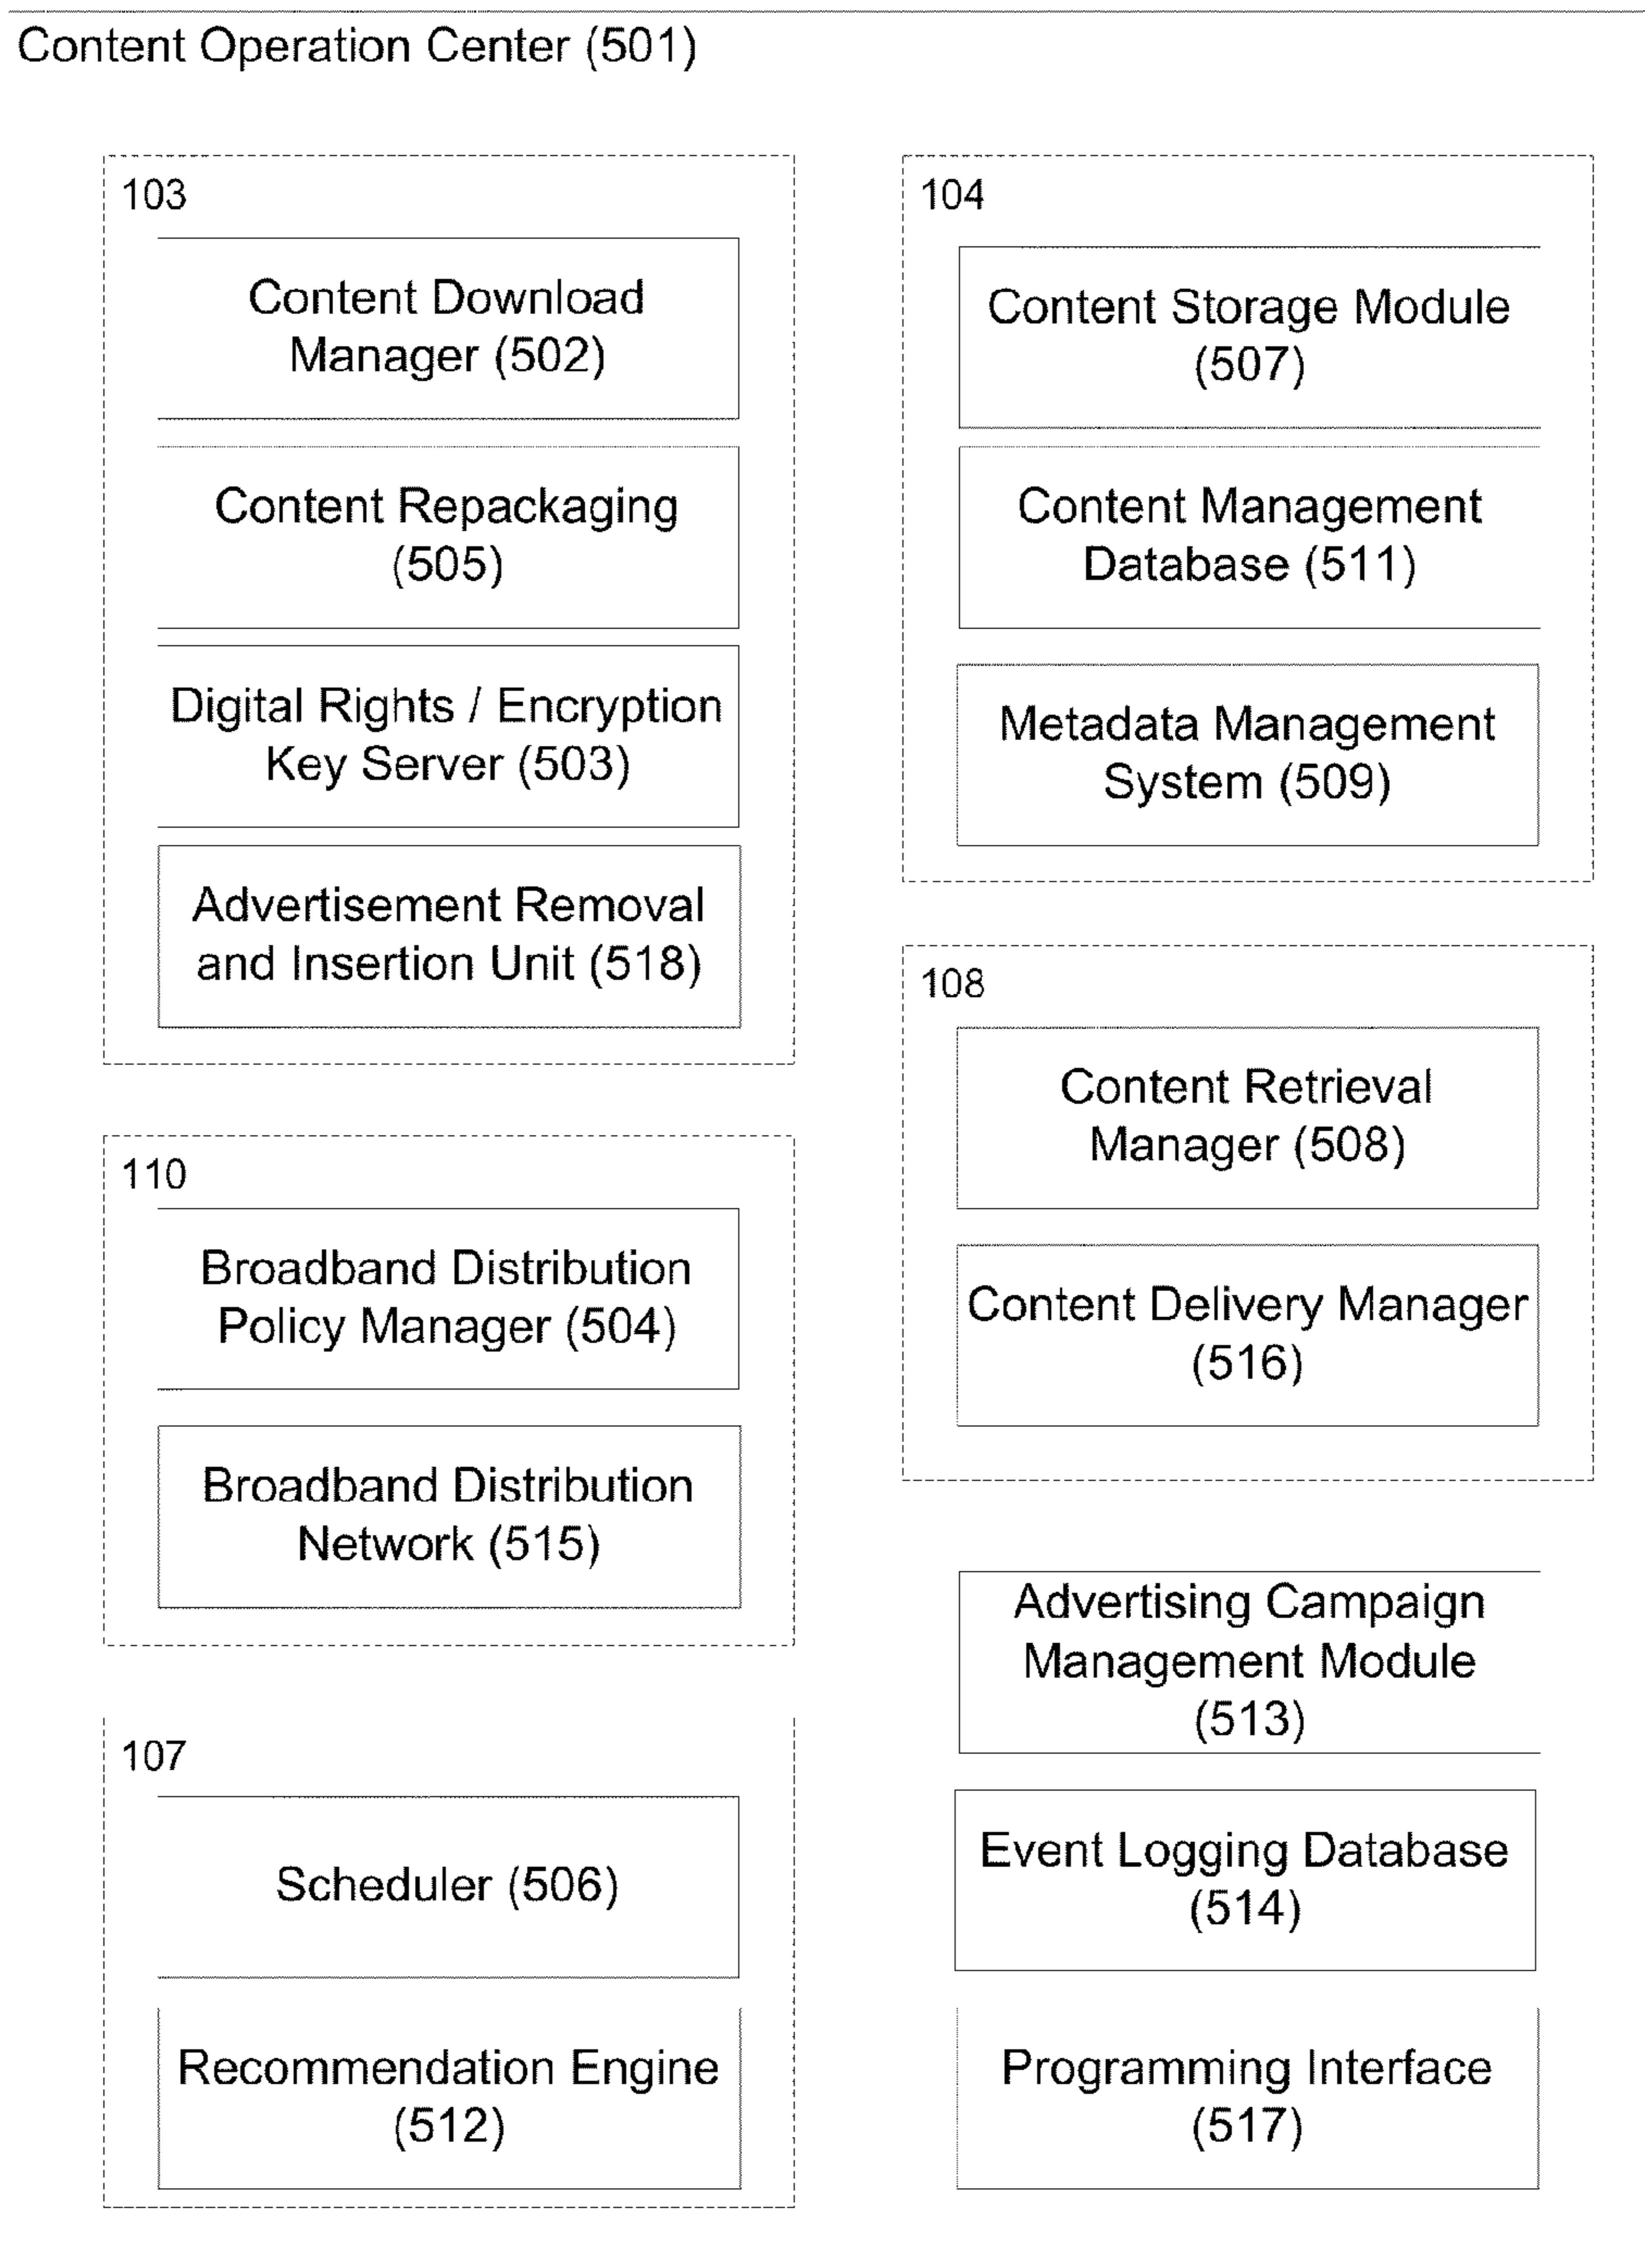 Content Operation Center (501)
103
Content Download
Manager (502)
Content Repackaging
(505)
Digital Rights / Encryption
Key Server (503)
Advertisement Removal
and Insertion Unit (518)
110
Broadband Distribution
Policy Manager (504)
Broadband Distribution
Network (515)
107
Scheduler (506)
Recommendation Engine
(512)
104
Content Storage Module
(507)
Content Management
Database (511)
Metadata Management
System (509)
108
Content Retrieval
Manager (508)
Content Delivery Manager
(516)
Advertising Campaign
Management Module
(513)
Event Logging Database
(514)
Programming Interface
(517)